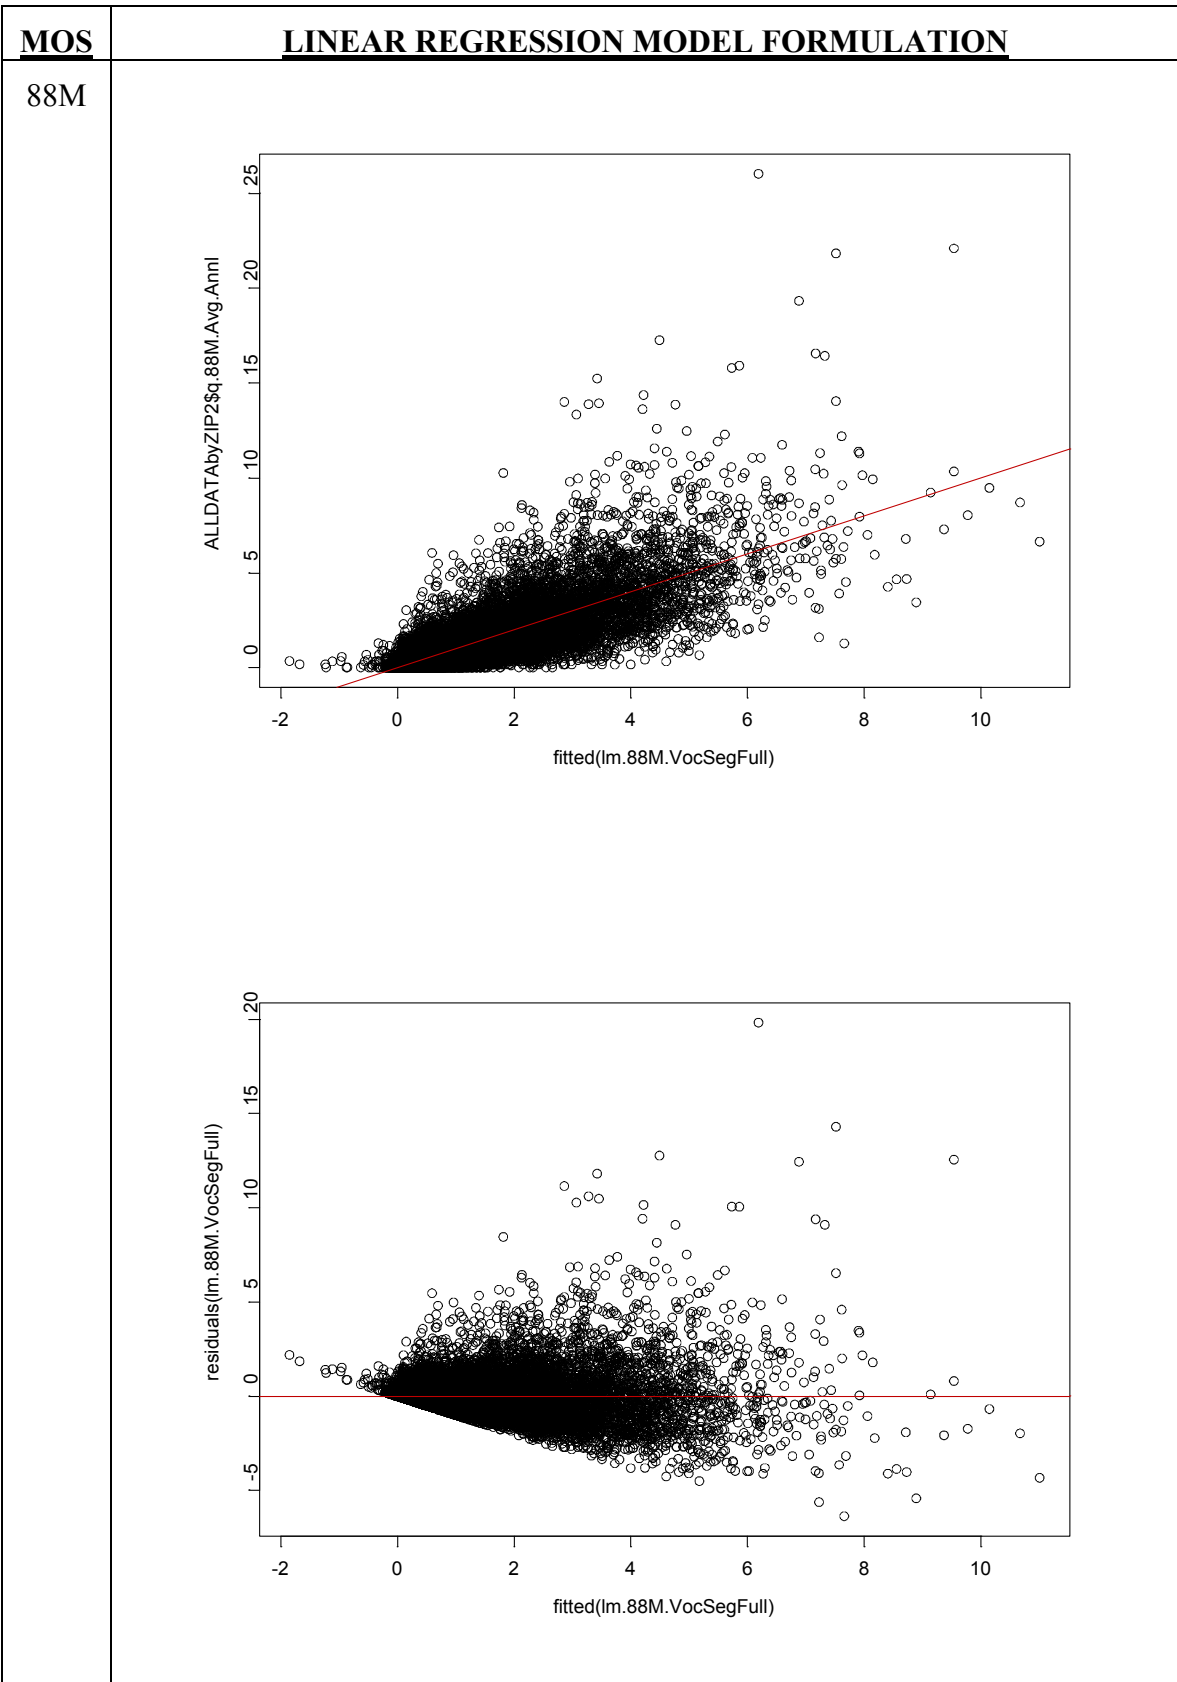 MOS LINEAR REGRESSION MODEL FORMULATION
88M
25
20
15
10
5
0
ALLDATAbyZIP2$q.88M.Avg.Annl
-2 0 2 4 6 8 10
fitted(lm.88M.VocSegFull)
20
15
10
5
0
-5
residuals(lm.88M.VocSegFull)
-2 0 2 4 6 8 10
fitted(lm.88M.VocSegFull)